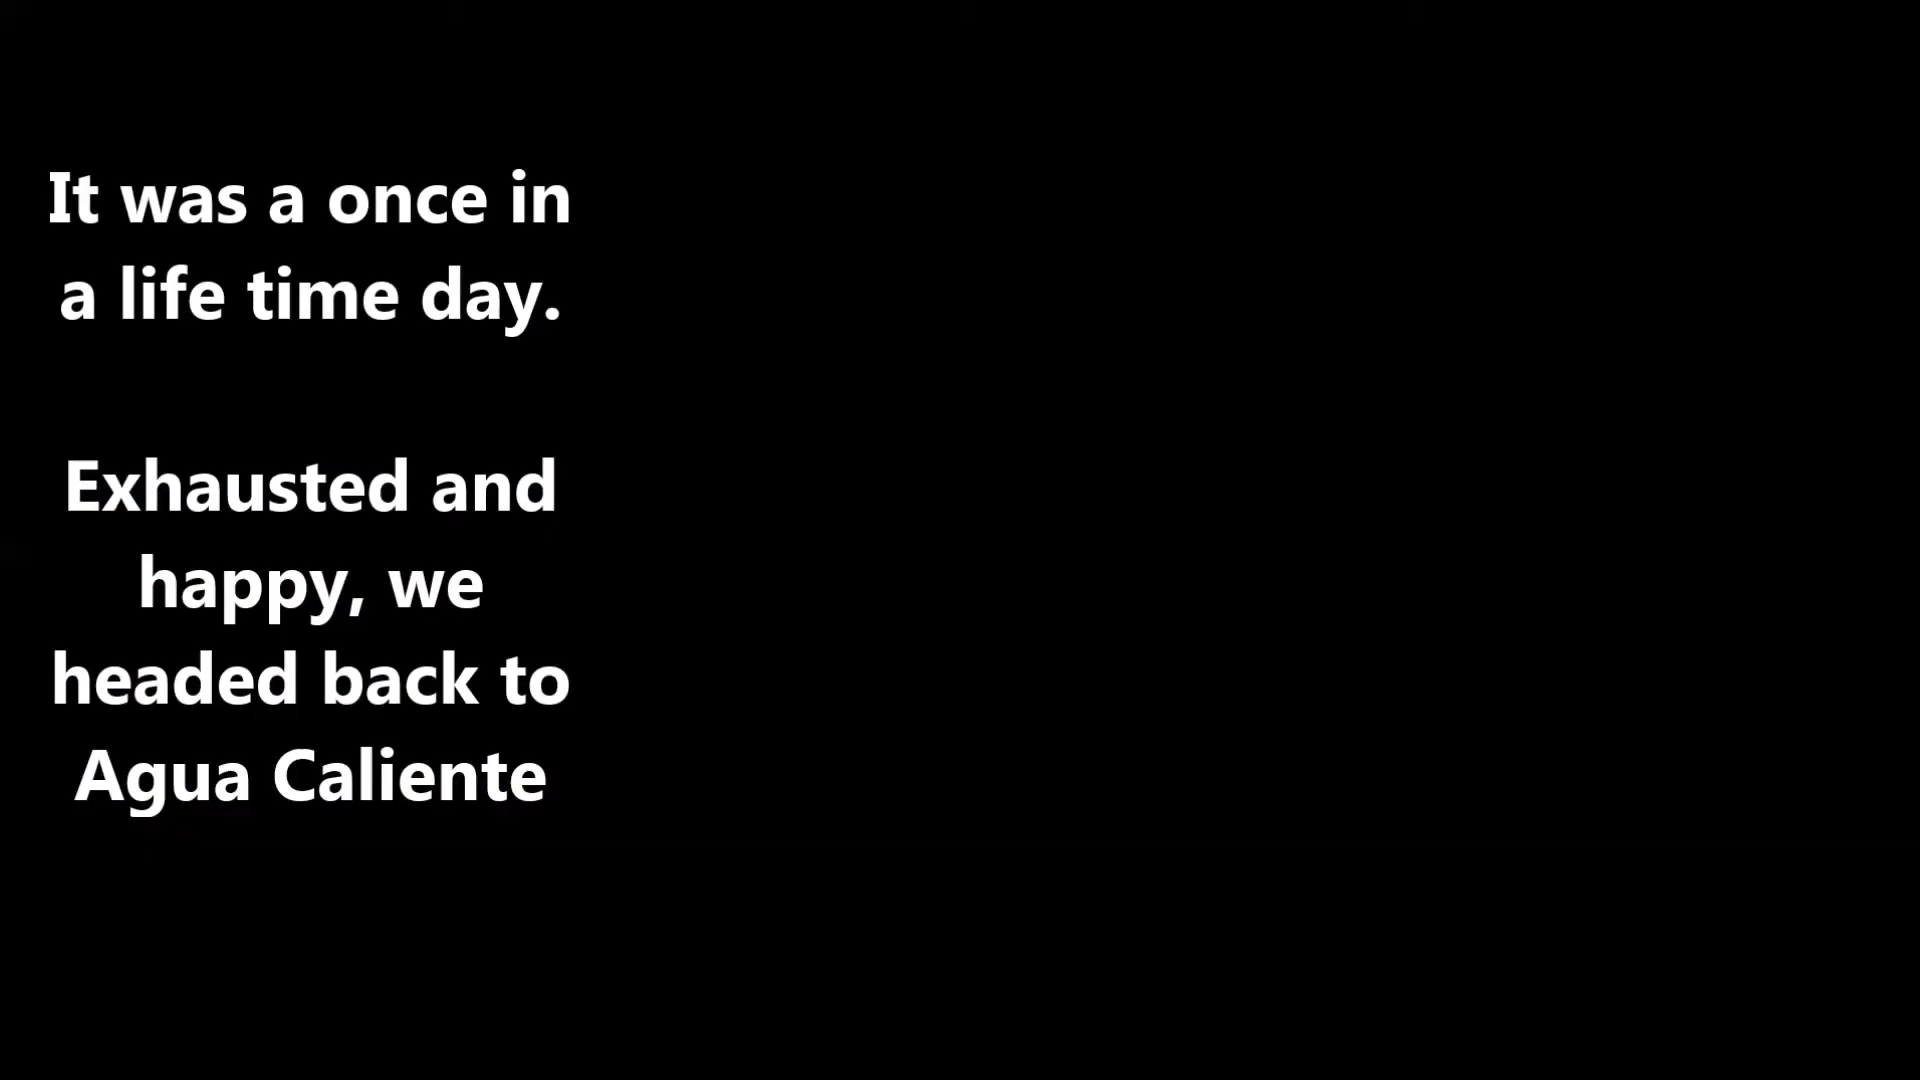 It was a once in
a life time day.
Exhausted and
happy, we
headed back to
Agua Caliente